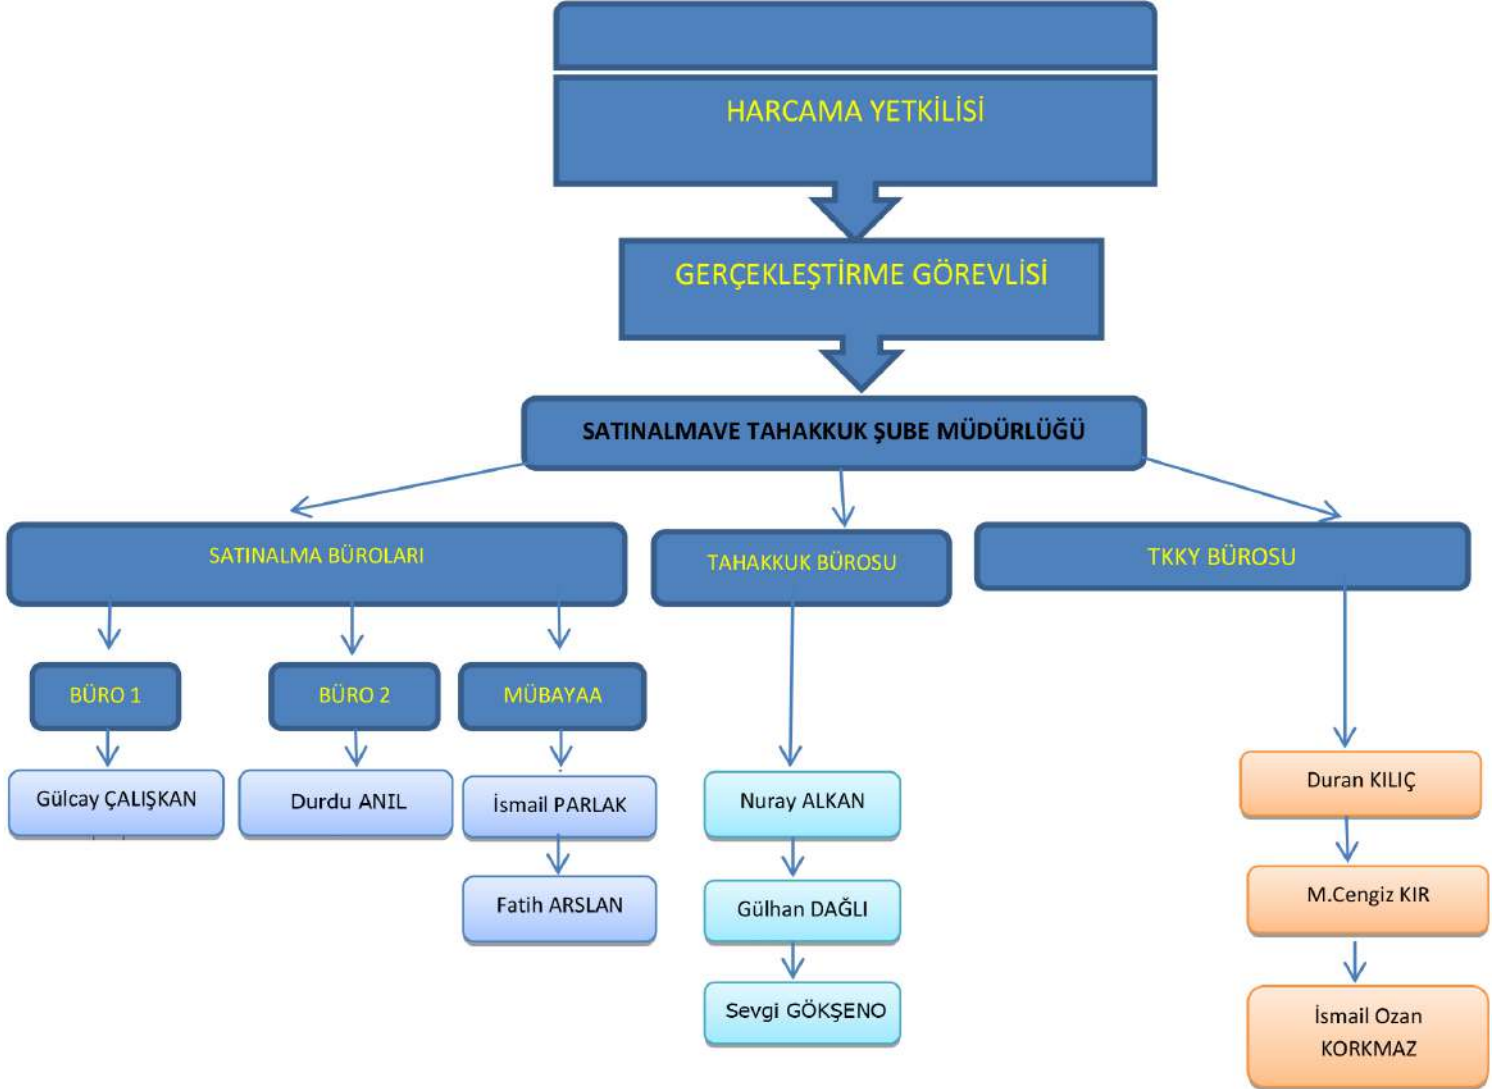 HARCAMA YETKİLİSİ
GERÇEKLEŞTİRME GÖREVLİSİ
SATINALMAVE TAHAKKUK ŞUBE MÜDÜRLÜĞÜ
SATINALMA BÜROLARI
TAHAKKUK BÜROSU
TKKY BÜROSU
BÜRO 1
BÜRO 2
MÜBAYAA
Gülcay ÇALIŞKAN
Durdu ANIL
İsmail PARLAK
Fatih ARSLAN
Nuray ALKAN
Gülhan DAĞLI
Sevgi GÖKŞENO
Duran KILIÇ
M.Cengiz KIR
İsmail Ozan
KORKMAZ